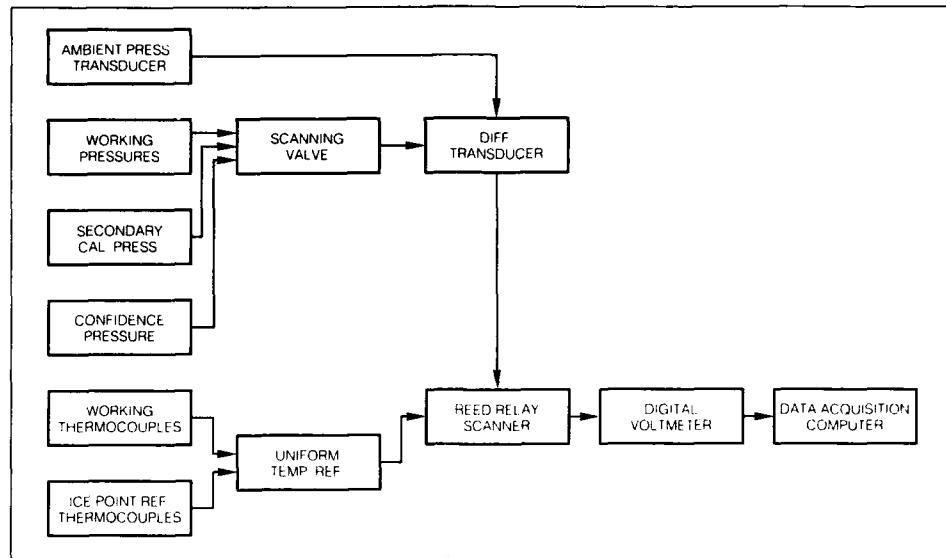 AMBIENT PRESS
TRANSDUCER
WORKING
PRESSURES
SCANNING
VALVE
DIFF
TRANSDUCER
SECONDARY
CAL PRESS
CONFIDENCE
PRESSURE
WORKING
THERMOCOUPLES
UNIFORM
TEMP REF
REED RELAY
SCANNER
DIGITAL
VOLTMETER
DATA ACQUISITION
COMPUTER
ICE POINT REF
THERMOCOUPLES